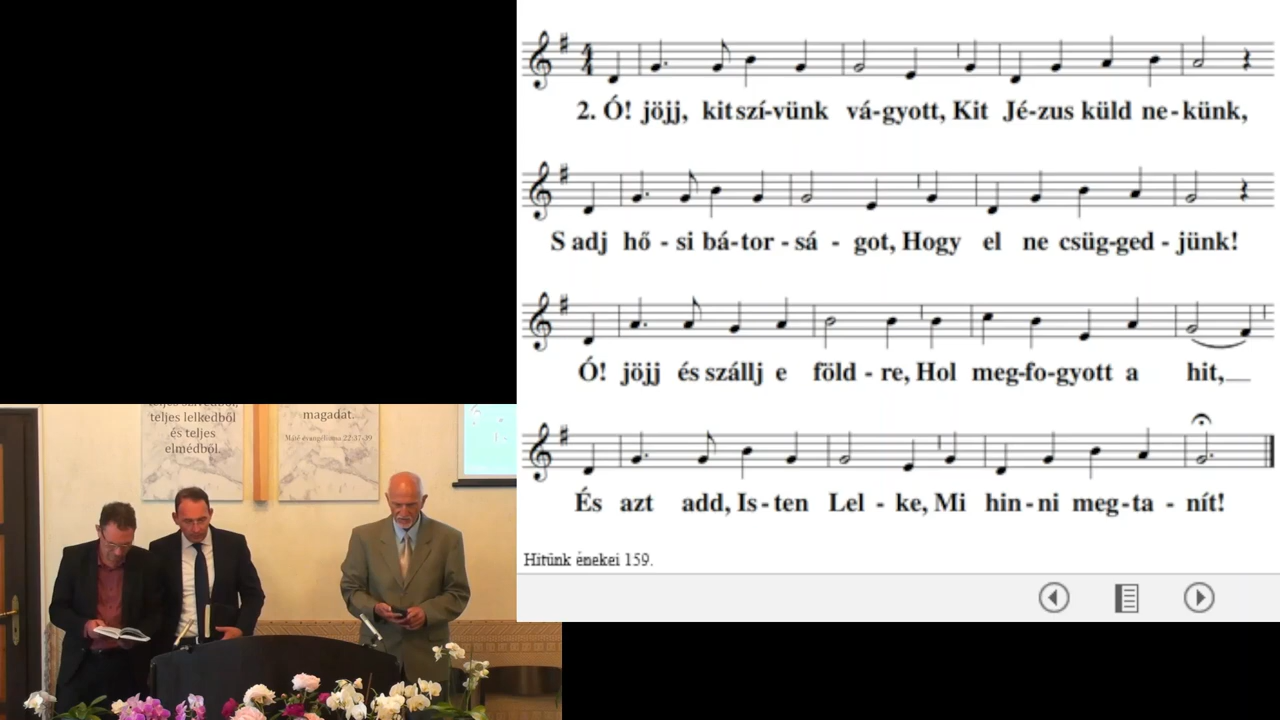 2. Ó! jöjj, kit szí-vünk vá-gyott, Kit Jé-zus küld ne-künk,
S adj hő - si bá-tor - sá - got, Hogy el ne csüg-ged - jünk!
Ó! jöjj és szállj e föld - re, Hol meg-fo-gyott a hit,
És azt add, Is - ten Lel - ke, Mi hin - ni meg-ta - nít!
Hitünk énekei 159.
teljes lelkedből
és teljes
elmédből.
magadat.
Máté evangéliuma 22:37-39